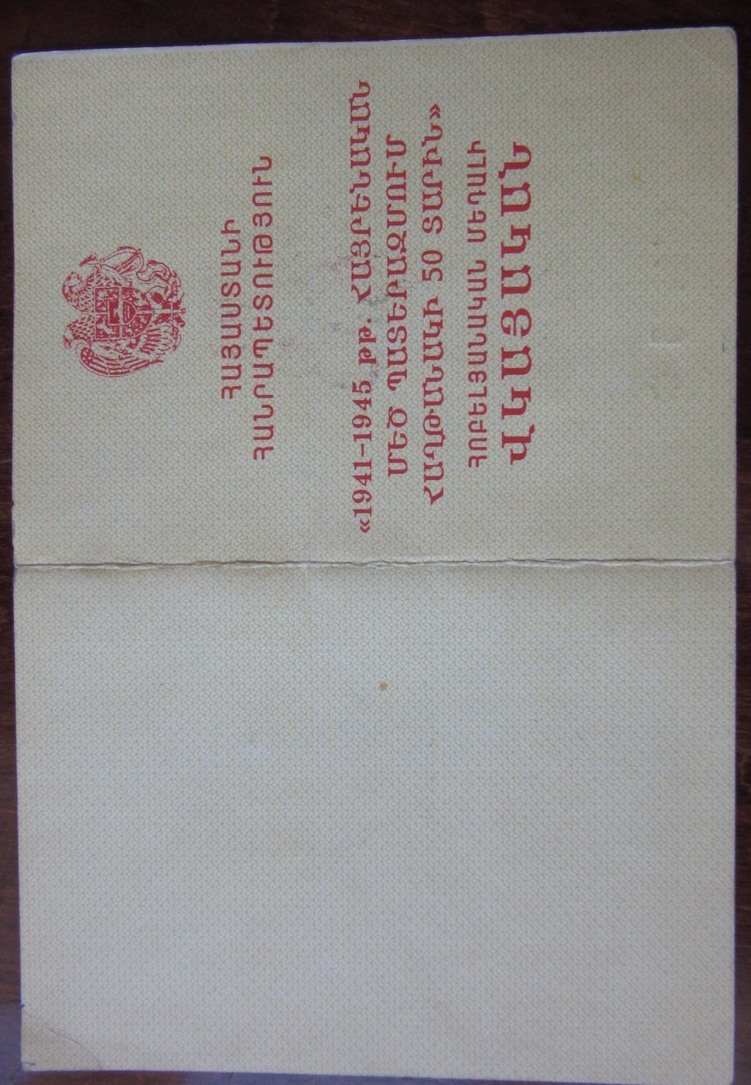 ՀԱՅԱՍՏԱՆԻ
ՀԱՆՐԱՊԵՏՈՒԹՅՈՒՆ
«1941–1945 թթ. ՀԱՅՐԵՆԱԿԱՆ
ՄԵԾ ՊԱՏԵՐԱԶՄՈՒՄ
ՀԱՂԹԱՆԱԿԻ 50 ՏԱՐԻՆ»
ՀՈԲԵԼՅԱՆԱԿԱՆ ՄԵԴԱԼԻ
ՎԿԱՅԱԿԱՆ